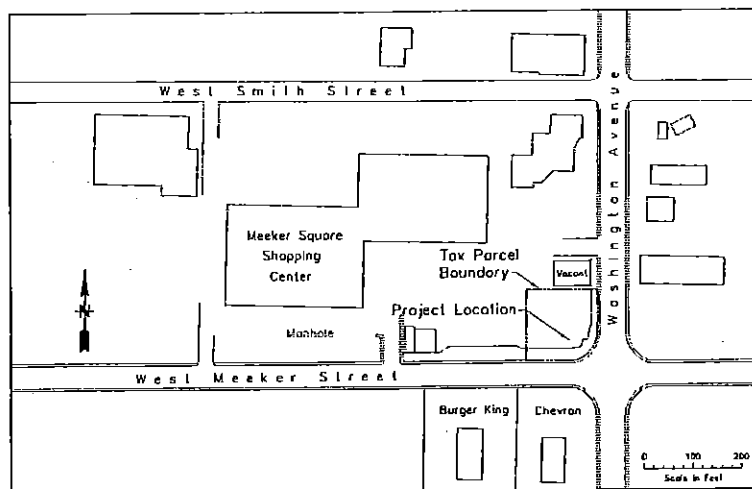 West Smith Street
Washington Avenue
Meeker Square
Shopping
Center
Tax Parcel
Boundary
Vacant
Project Location
Manhole
N
West Meeker Street
Burger King
Chevron
0 100 200
Scale in Feet